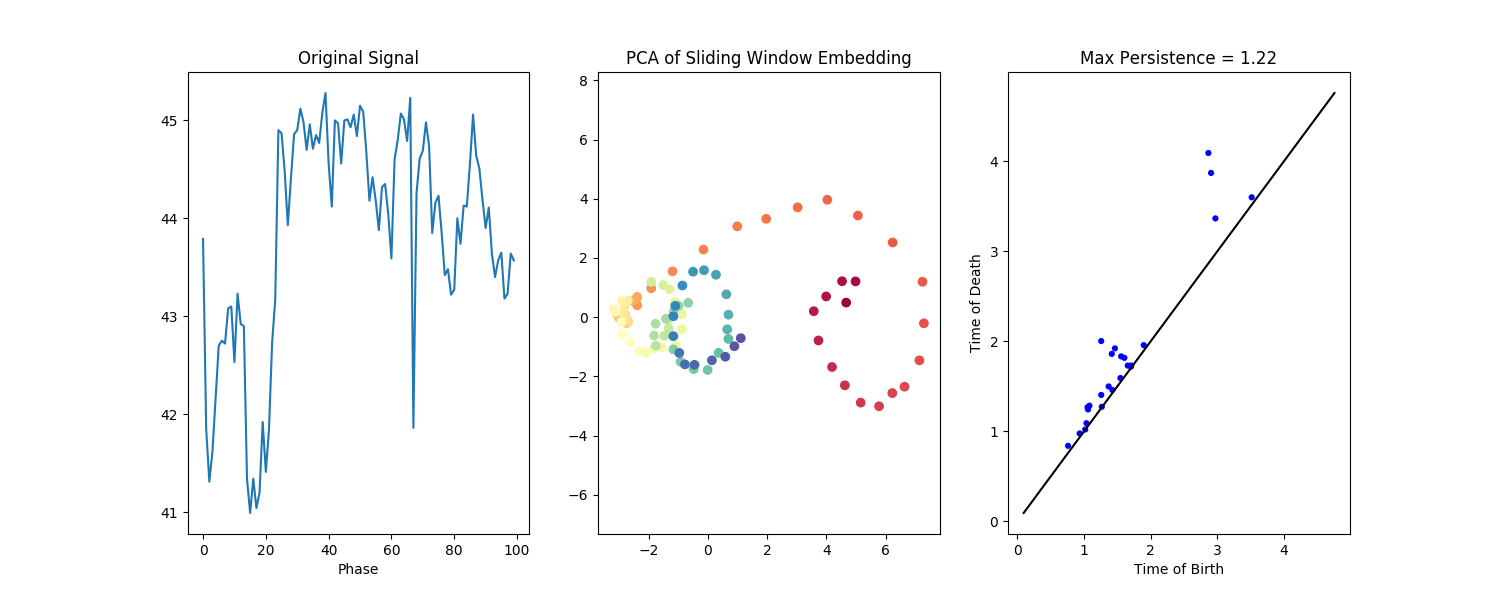 Original Signal
45
44
43
42
41
0 20 40 60 80 100
Phase
PCA of Sliding Window Embedding
8
6
4
2
0
−2
−4
−6
−2 0 2 4 6
Max Persistence = 1.22
Time of Death
4
3
2
1
0
0 1 2 3 4
Time of Birth